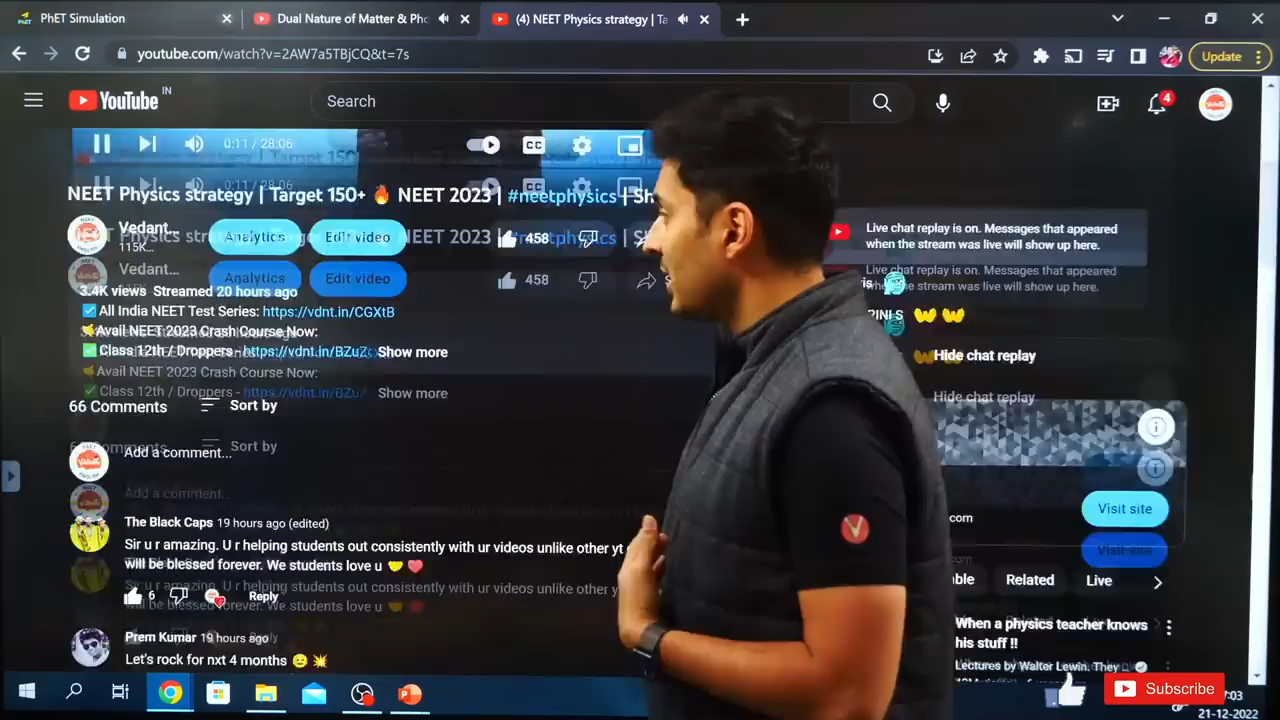 PhET Simulation
Dual Nature of Matter & Pho
(4) NEET Physics strategy | Ta
youtube.com/watch?v=2AW7a5TBjCQ&t=7s
Update
YouTube IN
Search
4
0:11 / 28:06
CC
0:11 / 28:06
CC
NEET Physics strategy | Target 150+ 🔥 NEET 2023 | #neetphysics | Sh
Vedant...
115K...
Analytics
Edit video
458
Live chat replay is on. Messages that appeared
when the stream was live will show up here.
Vedant...
Analytics
Edit video
458
Live chat replay is on. Messages that appeared
3.4K views Streamed 20 hours ago
✅ All India NEET Test Series: https://vdnt.in/CGXtB
Avail NEET 2023 Crash Course Now:
✅ Class 12th / Droppers - https://vdnt.in/BZuZ
Show more
Hide chat replay
Avail NEET 2023 Crash Course Now:
Class 12th / Droppers - https://vdnt.in/BZuZ
Show more
Hide chat replay
66 Comments
Sort by
Comments
Sort by
Add a comment...
Add a comment...
Visit site
.com
Visit site
The Black Caps 19 hours ago (edited)
Sir u r amazing. U r helping students out consistently with ur videos unlike other yt
will be blessed forever. We students love u 🤝 ❤️
Sir u r amazing. U r helping students out consistently with ur videos unlike other yt
will be blessed forever. We students love u
6
Reply
Related
Live
When a physics teacher knows
his stuff !!
Lectures by Walter Lewin. They
Prem Kumar 19 hours ago
Let's rock for nxt 4 months 😉 💥
V
Subscribe
7:03
21-12-2022